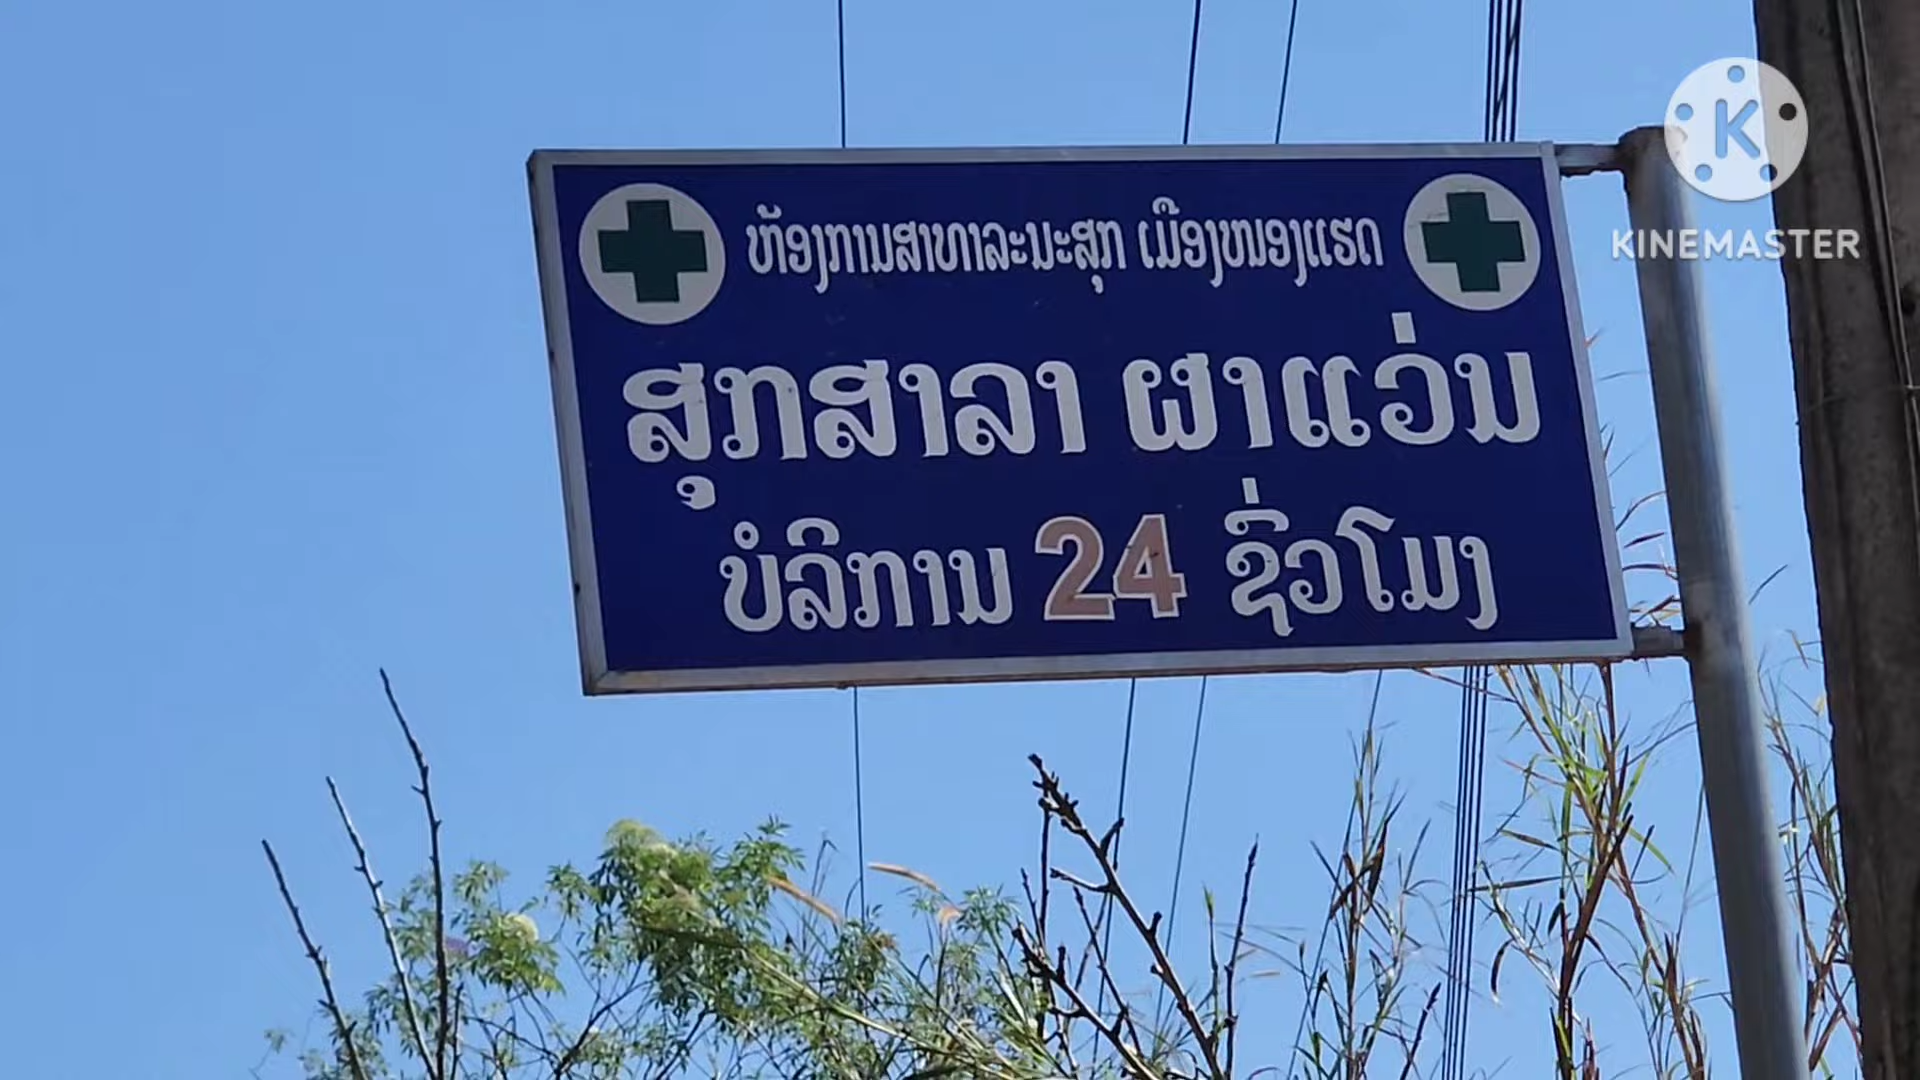 ຫ້ອງການສາທາລະນະສຸກ ເມືອງໜອງແຮດ
ສຸກສາລາ ຜາແວ່ນ
ບໍລິການ 24 ຊົ່ວໂມງ
K
KINEMASTER